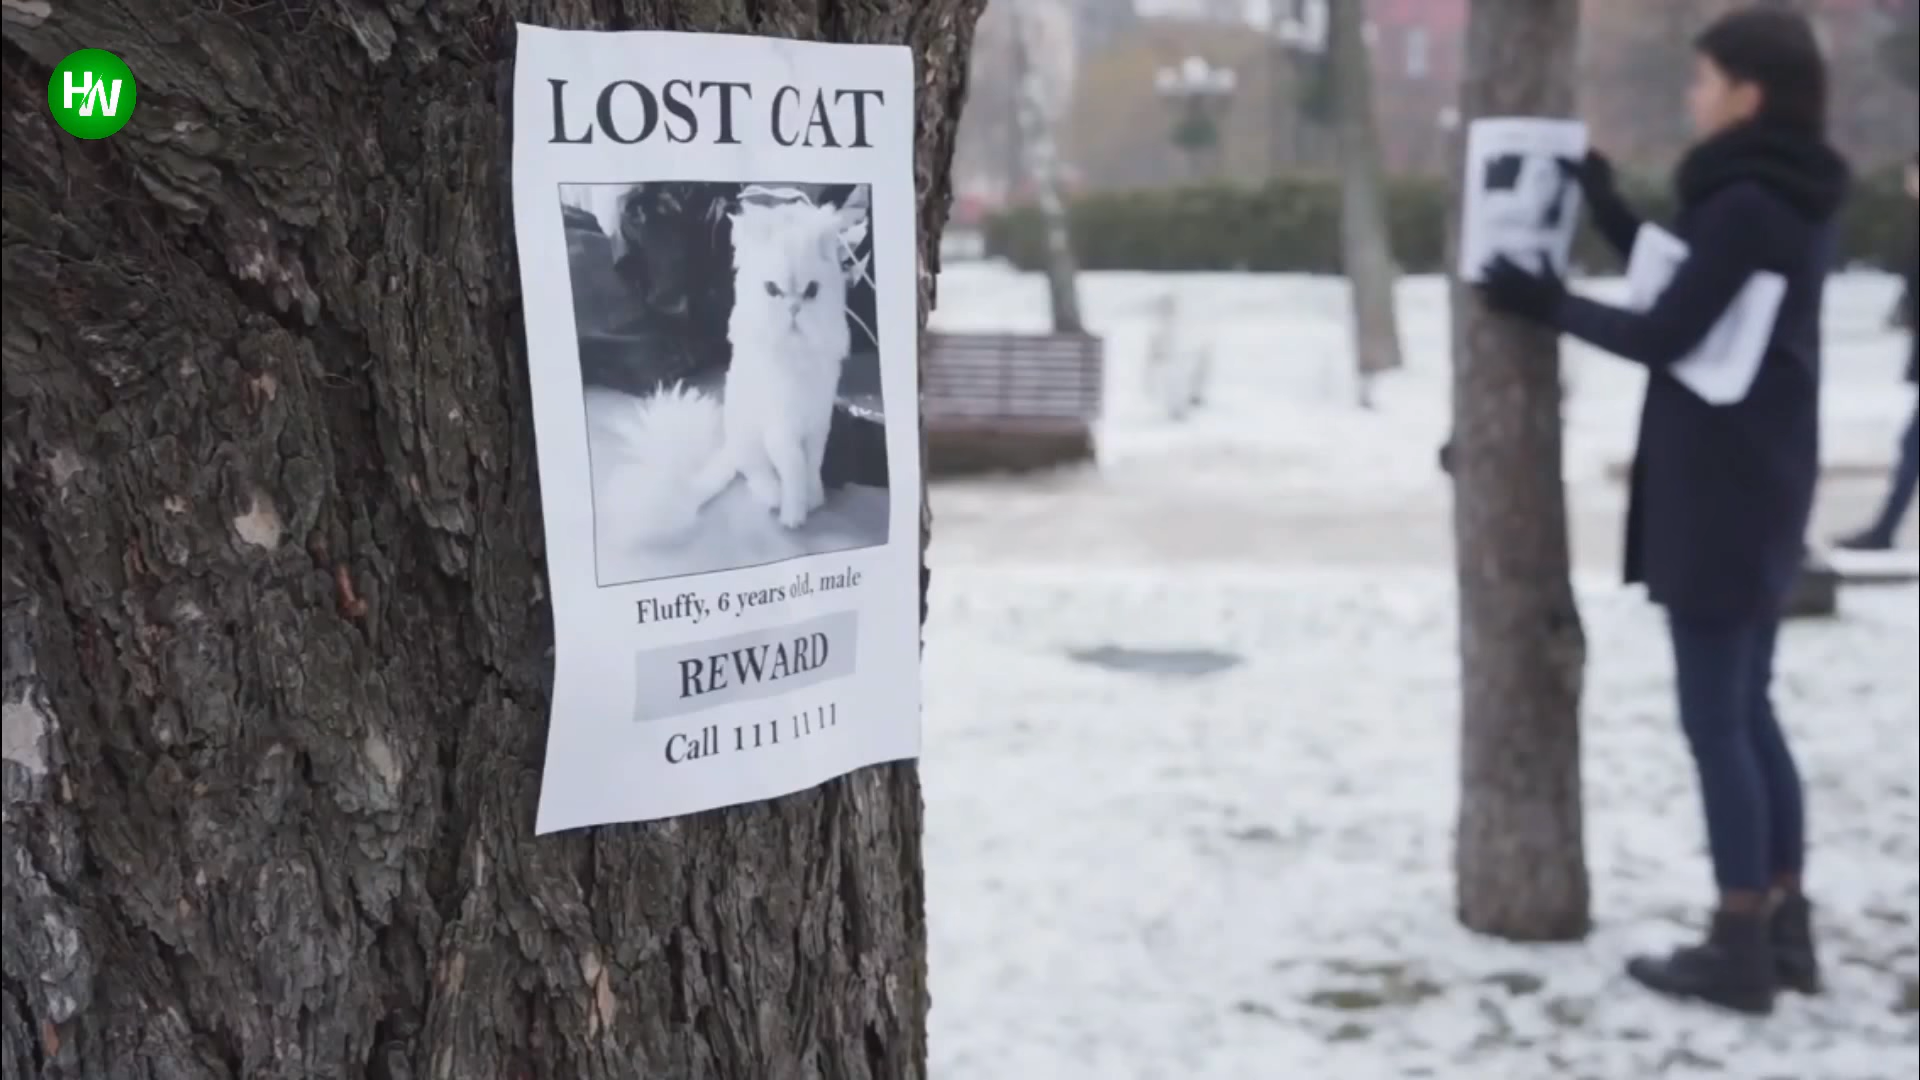 HW
LOST CAT
Fluffy, 6 years old, male
REWARD
Call 111 11 11